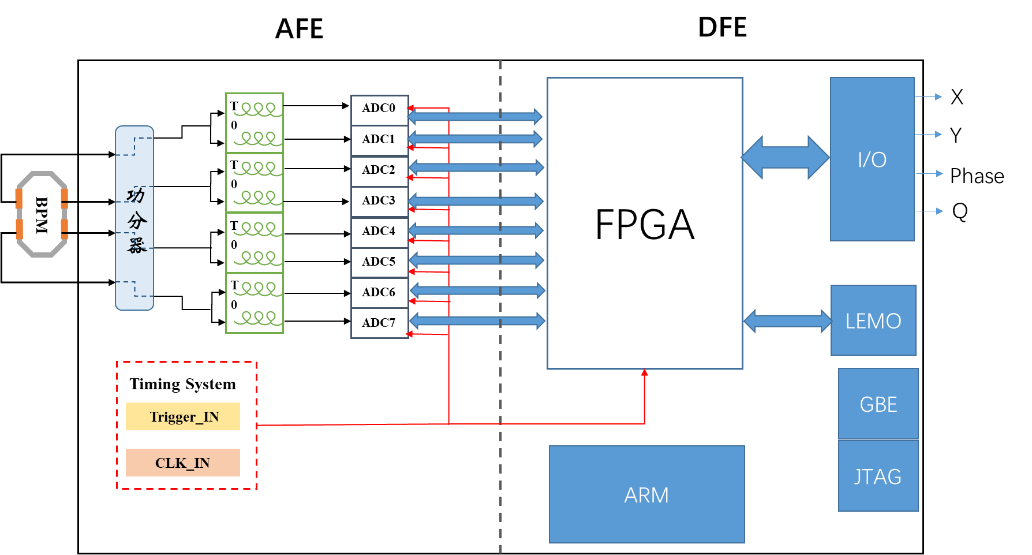 AFE
DFE
BPM
功
分
器
T
0
T
0
T
0
T
0
ADC0
ADC1
ADC2
ADC3
ADC4
ADC5
ADC6
ADC7
FPGA
I/O
X
Y
Phase
Q
LEMO
GBE
JTAG
ARM
Timing System
Trigger_IN
CLK_IN